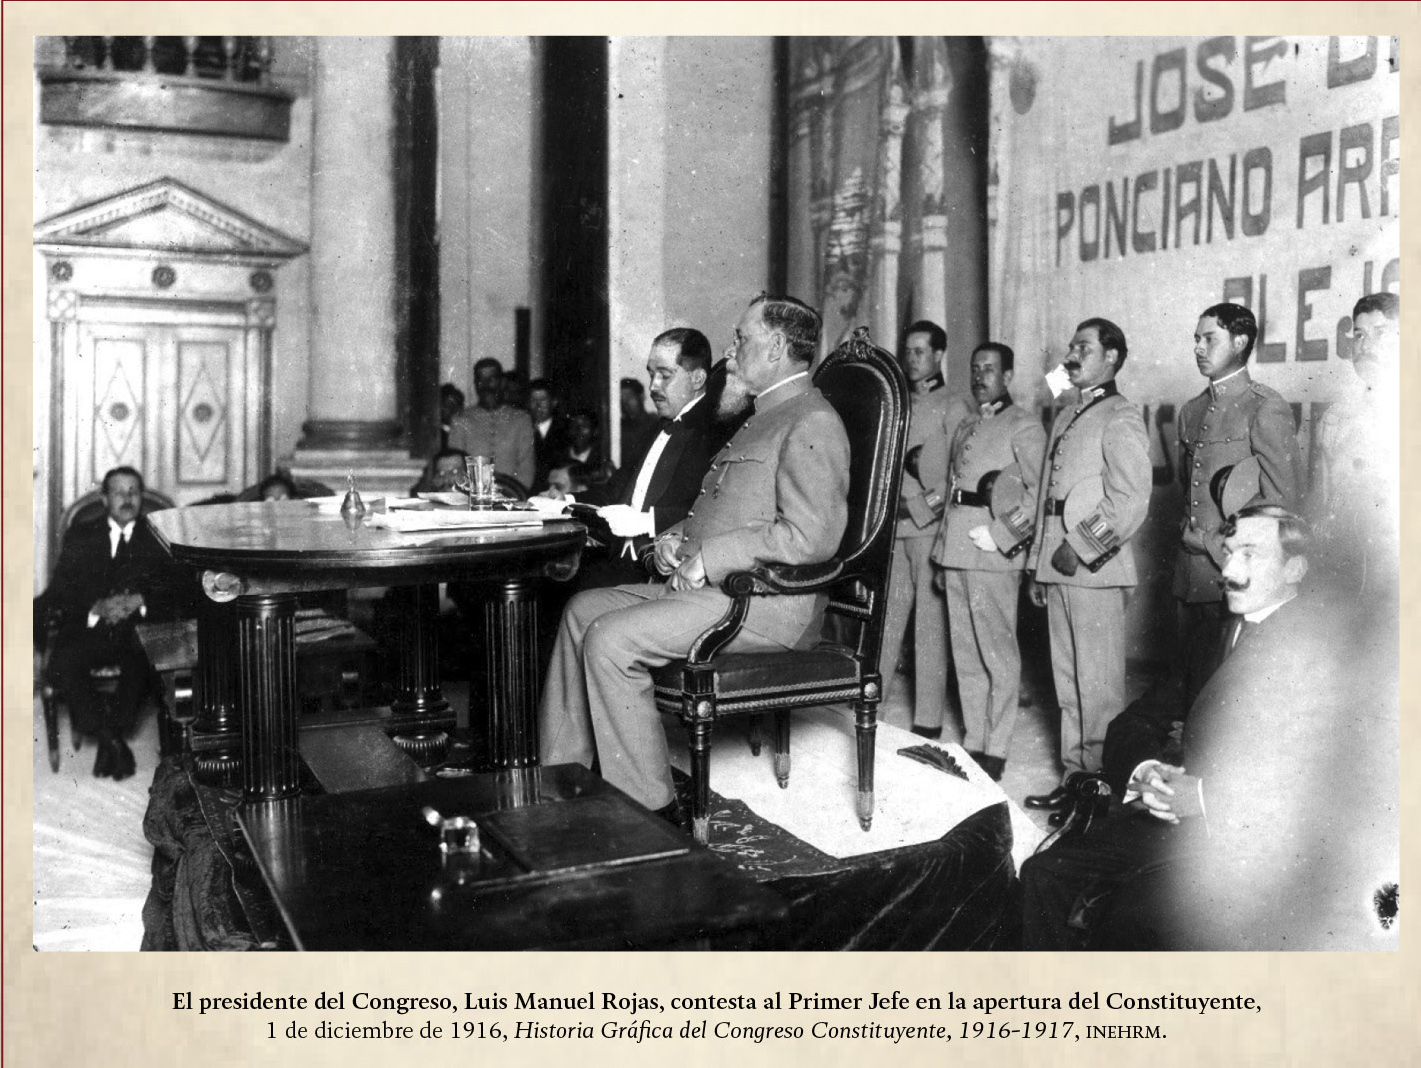 JOSE
PONCIANO
El presidente del Congreso, Luis Manuel Rojas, contesta al Primer Jefe en la apertura del Constituyente,
1 de diciembre de 1916, Historia Gráfica del Congreso Constituyente, 1916-1917, INEHRM.